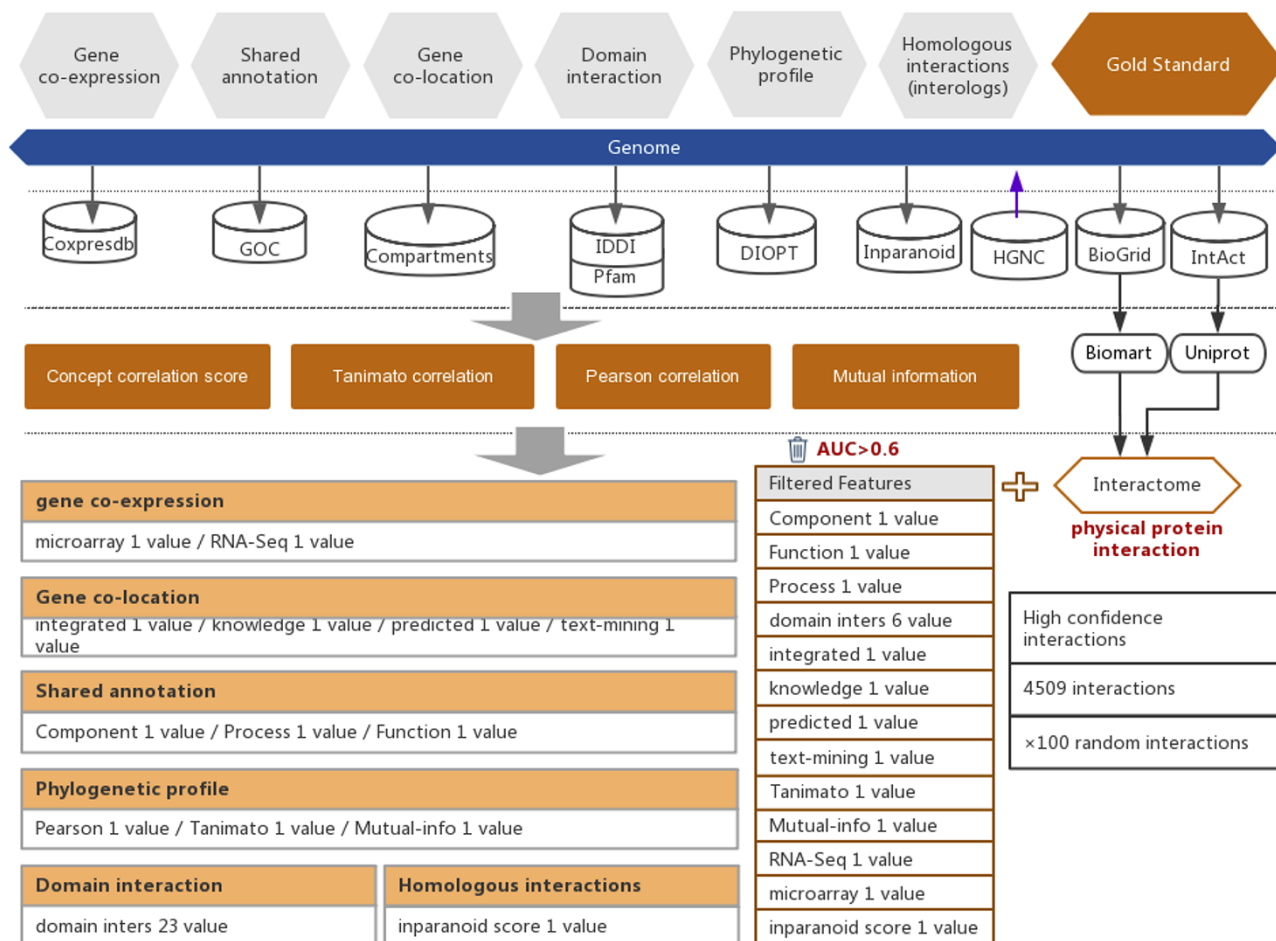 Gene
co-expression
Shared
annotation
Gene
co-location
Domain
interaction
Phylogenetic
profile
Homologous
interactions
(interologs)
Gold Standard
Genome
Coxpresdb
GOC
Compartments
IDDI
Pfam
DIOPT
Inparanoid
HGNC
BioGrid
IntAct
Biomart
Uniprot
Concept correlation score
Tanimato correlation
Pearson correlation
Mutual information
gene co-expression
microarray 1 value / RNA-Seq 1 value
Gene co-location
integrated 1 value / knowledge 1 value / predicted 1 value / text-mining 1
value
Shared annotation
Component 1 value / Process 1 value / Function 1 value
Phylogenetic profile
Pearson 1 value / Tanimato 1 value / Mutual-info 1 value
Domain interaction
domain inters 23 value
Homologous interactions
inparanoid score 1 value
AUC>0.6
Filtered Features
Component 1 value
Function 1 value
Process 1 value
domain inters 6 value
integrated 1 value
knowledge 1 value
predicted 1 value
text-mining 1 value
Tanimato 1 value
Mutual-info 1 value
RNA-Seq 1 value
microarray 1 value
inparanoid score 1 value
Interactome
physical protein
interaction
High confidence
interactions
4509 interactions
×100 random interactions